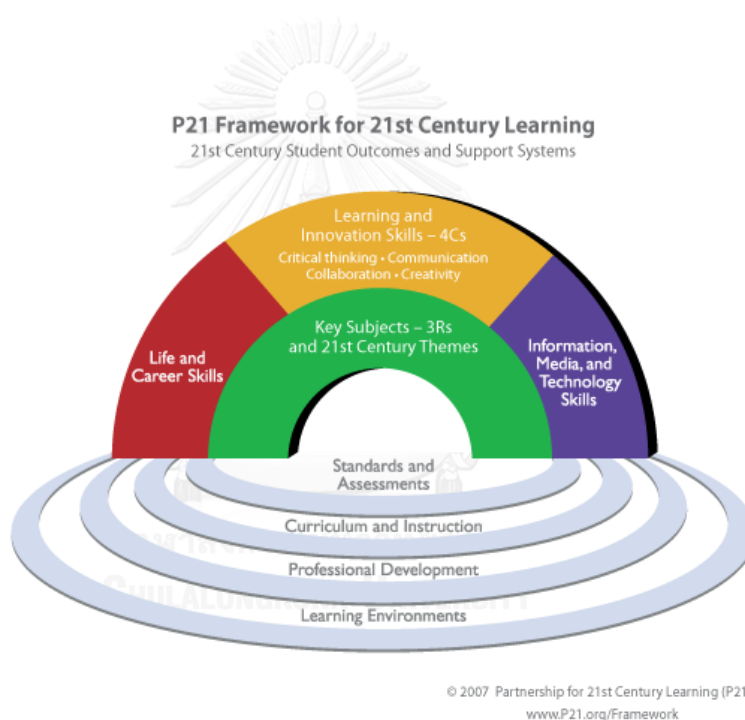 P21 Framework for 21st Century Learning
21st Century Student Outcomes and Support Systems
Learning and
Innovation Skills – 4Cs
Critical thinking • Communication
Collaboration • Creativity
Key Subjects – 3Rs
and 21st Century Themes
Life and
Career Skills
Information,
Media, and
Technology
Skills
Standards and
Assessments
Curriculum and Instruction
Professional Development
CHULALONGKORN UNIVERSITY
Learning Environments
© 2007 Partnership for 21st Century Learning (P21
www.P21.org/Framework